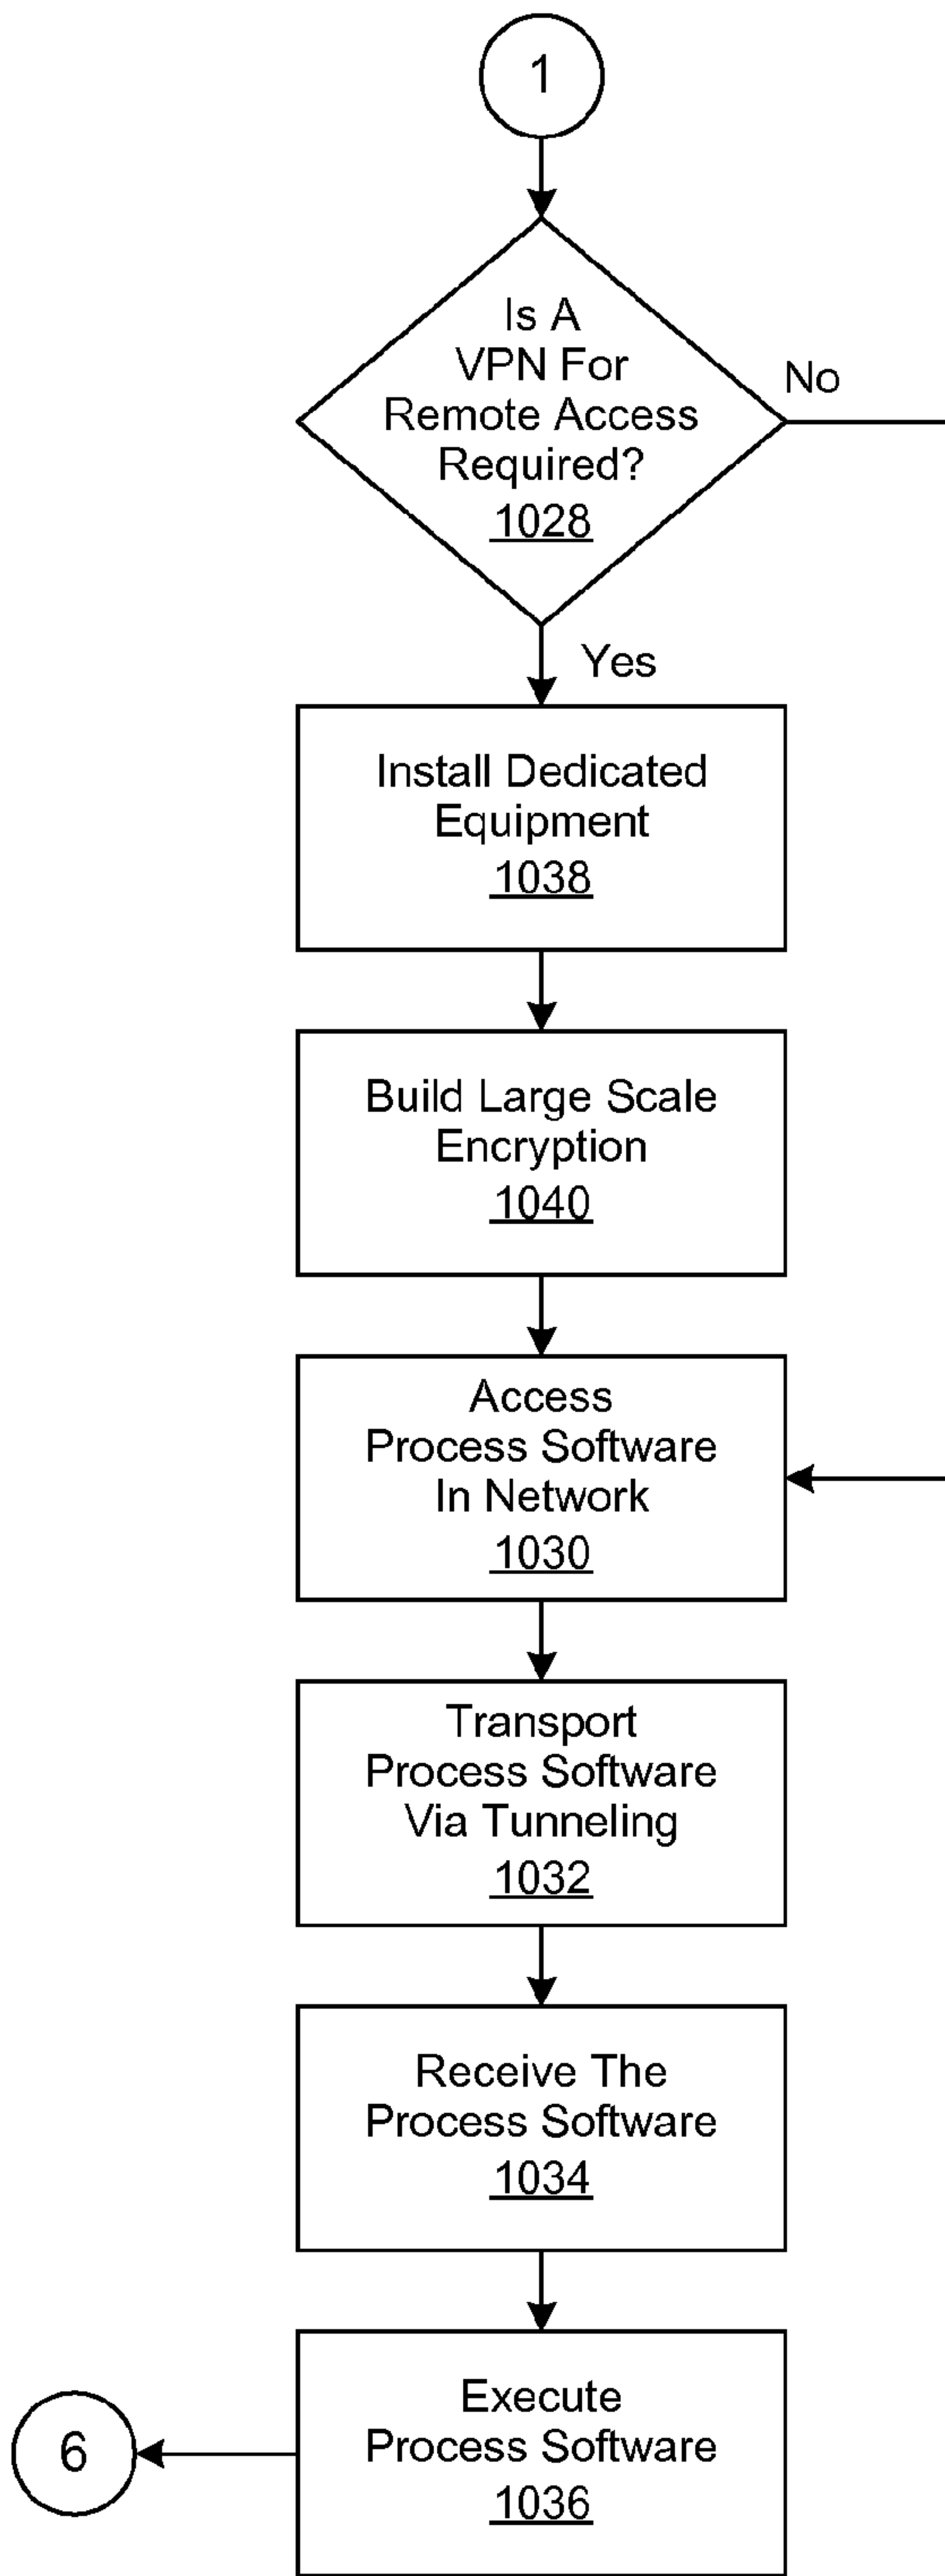 1
Is A
VPN For
Remote Access
Required?
1028
No
Yes
Install Dedicated
Equipment
1038
Build Large Scale
Encryption
1040
Access
Process Software
In Network
1030
Transport
Process Software
Via Tunneling
1032
Receive The
Process Software
1034
Execute
Process Software
1036
6